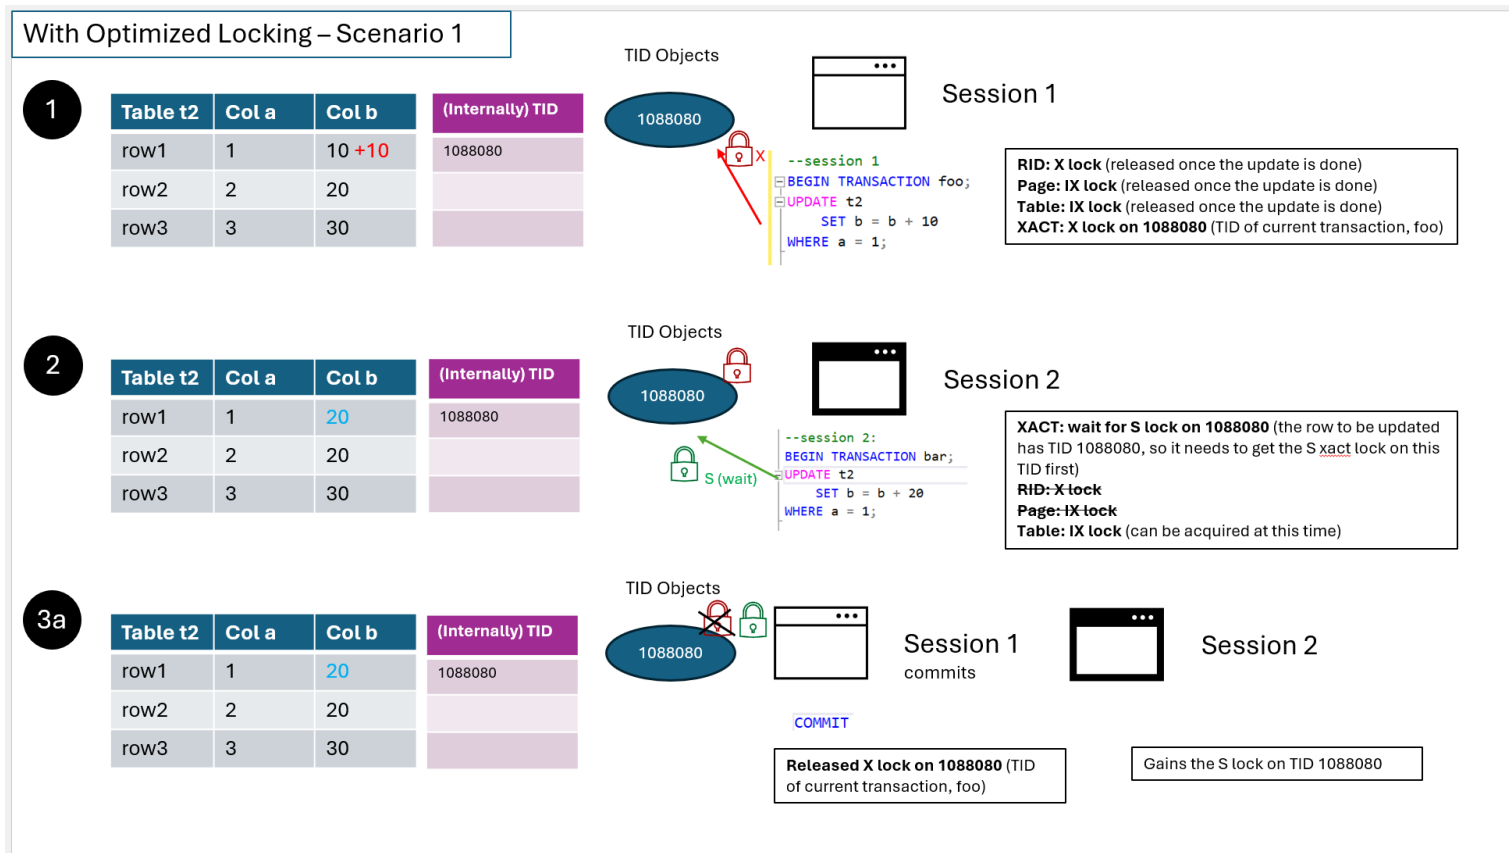 With Optimized Locking – Scenario 1
1
Table t2 Col a Col b (Internally) TID
row1 1 10 +10 1088080
row2 2 20
row3 3 30
TID Objects
1088080
X
Session 1
--session 1
BEGIN TRANSACTION foo;
UPDATE t2
SET b = b + 10
WHERE a = 1;
RID: X lock (released once the update is done)
Page: IX lock (released once the update is done)
Table: IX lock (released once the update is done)
XACT: X lock on 1088080 (TID of current transaction, foo)
2
Table t2 Col a Col b (Internally) TID
row1 1 20 1088080
row2 2 20
row3 3 30
TID Objects
1088080
S (wait)
Session 2
--session 2:
BEGIN TRANSACTION bar;
UPDATE t2
SET b = b + 20
WHERE a = 1;
XACT: wait for S lock on 1088080 (the row to be updated
has TID 1088080, so it needs to get the S xact lock on this
TID first)
RID: X lock
Page: IX lock
Table: IX lock (can be acquired at this time)
3a
Table t2 Col a Col b (Internally) TID
row1 1 20 1088080
row2 2 20
row3 3 30
TID Objects
1088080
Session 1
commits
COMMIT
Released X lock on 1088080 (TID
of current transaction, foo)
Session 2
Gains the S lock on TID 1088080